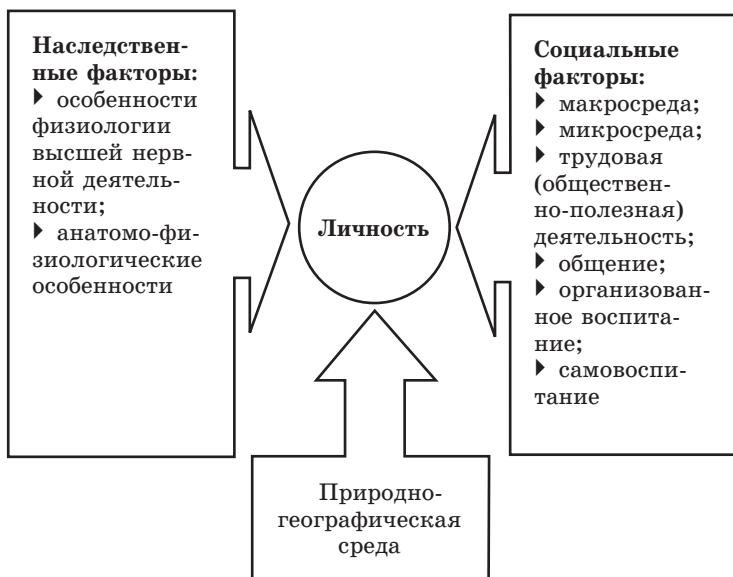 Наследствен-
ные факторы:
особенности
физиологии
высшей нерв-
ной деятель-
ности;
анатомо-фи-
зиологические
особенности
Личность
Социальные
факторы:
макросреда;
микросреда;
трудовая
(обществен-
но-полезная)
деятельность;
общение;
организован-
ное воспита-
ние;
самовоспи-
тание
Природно-
географическая
среда